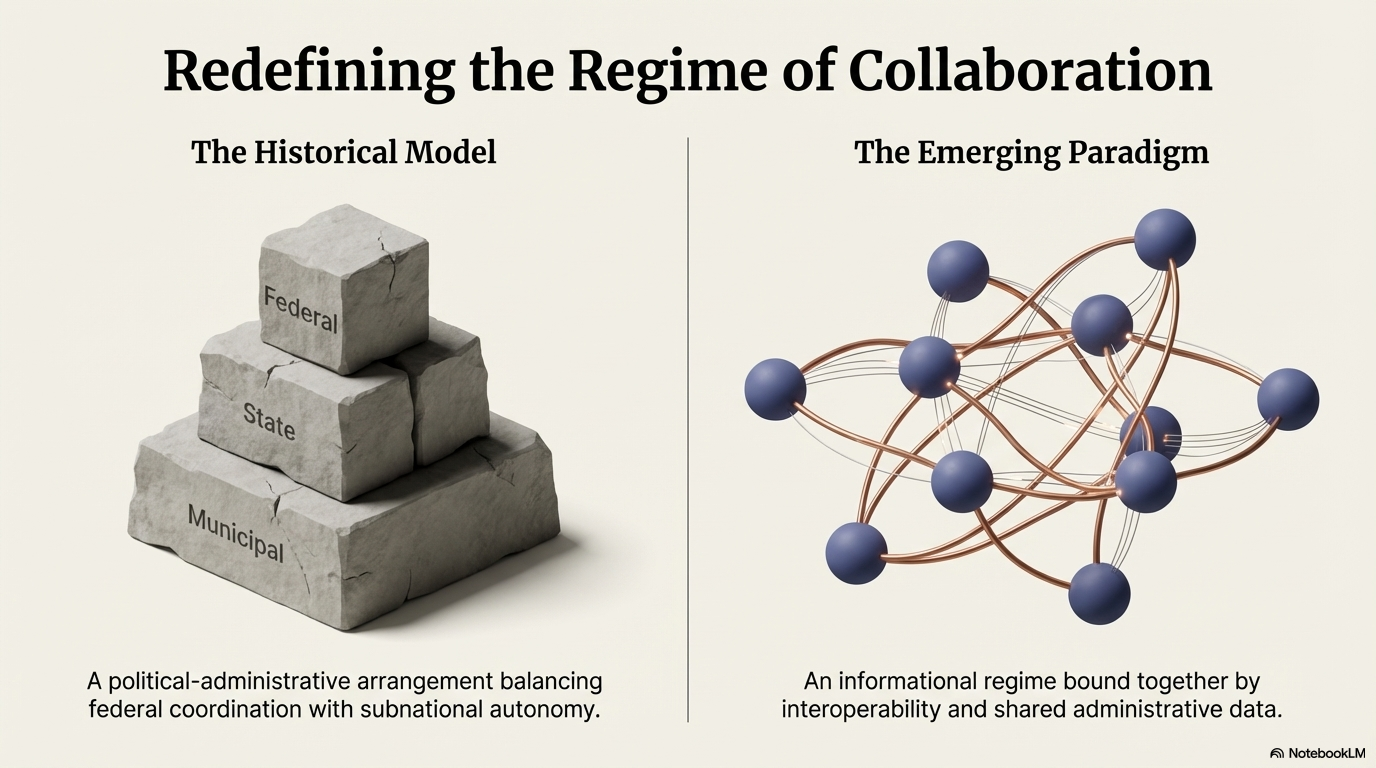 Redefining the Regime of Collaboration
The Historical Model
Federal
State
Municipal
A political-administrative arrangement balancing
federal coordination with subnational autonomy.
The Emerging Paradigm
An informational regime bound together by
interoperability and shared administrative data.
NotebookLM